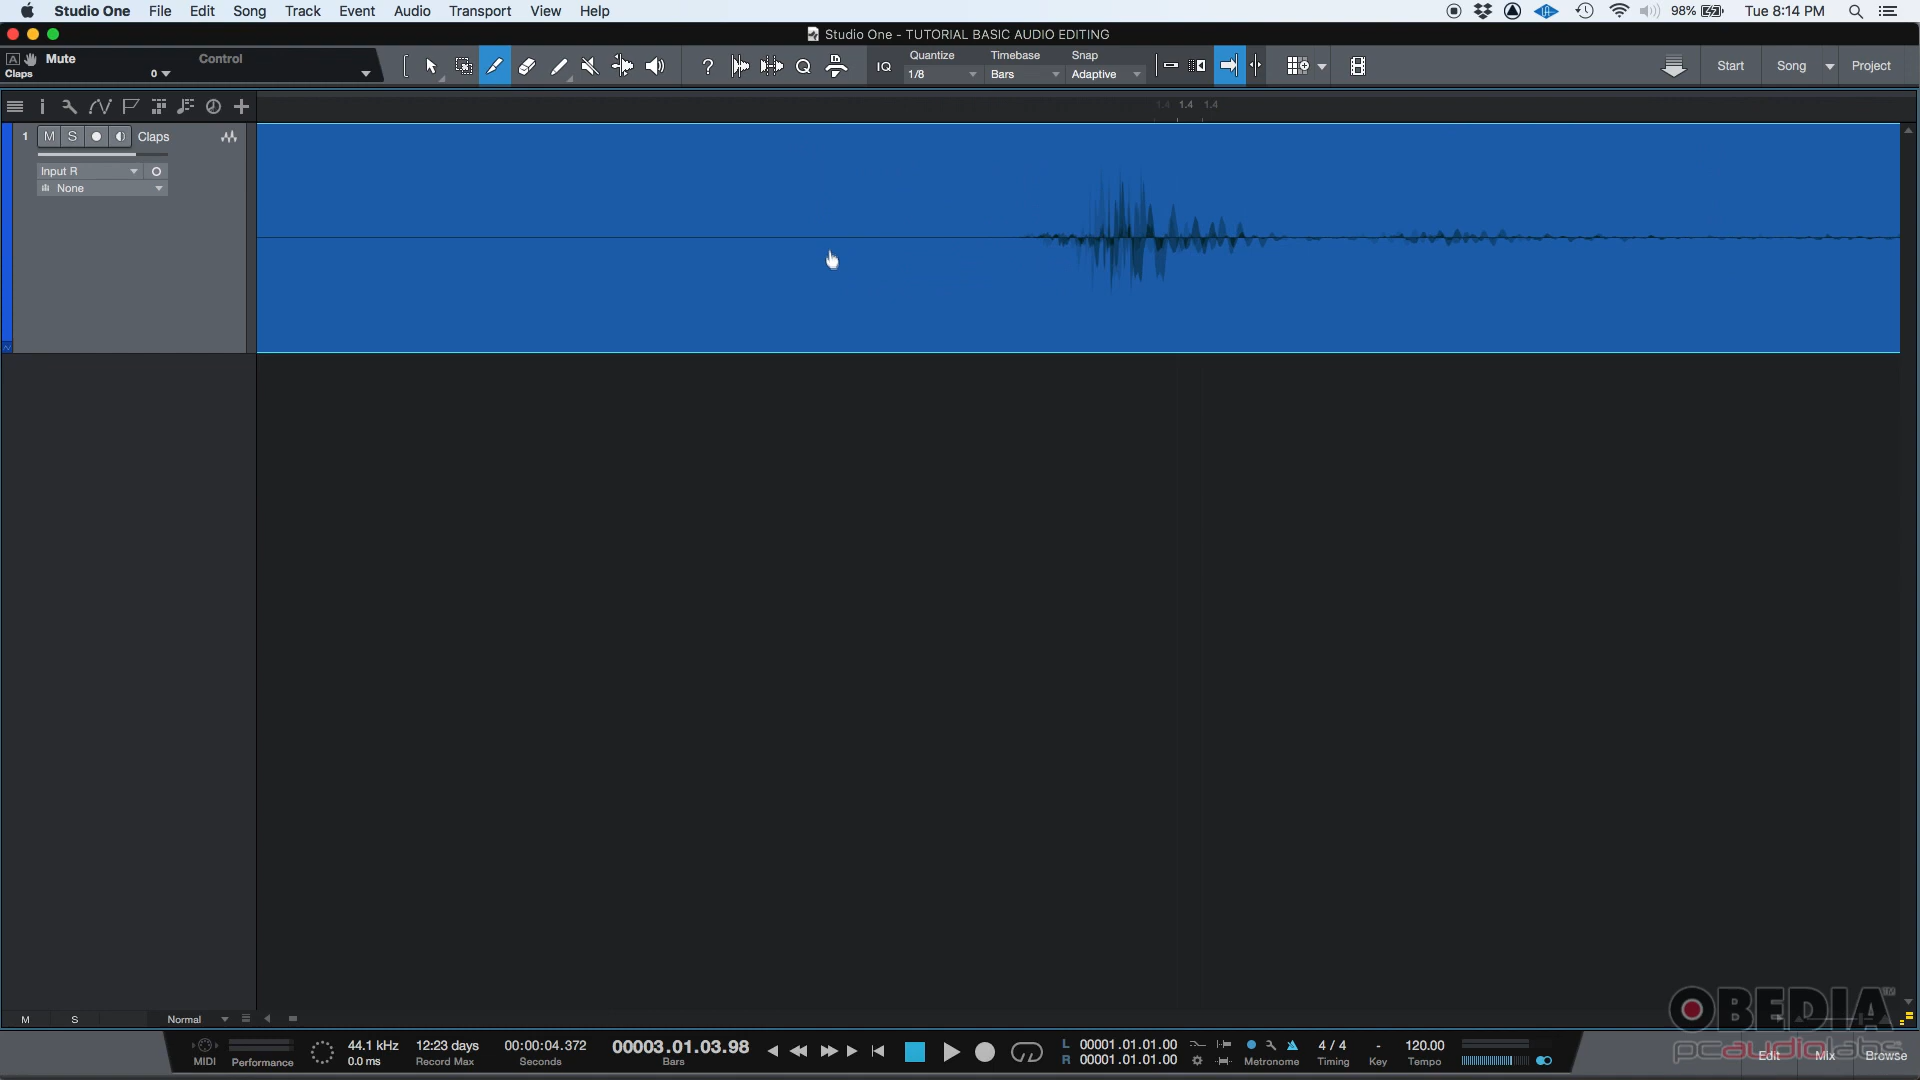 Studio One File Edit Song Track Event Audio Transport View Help 98% Tue 8:14 PM
Studio One - TUTORIAL BASIC AUDIO EDITING
A Mute Control
Claps 0
? Q IQ
Quantize Timebase Snap
1/8 Bars Adaptive
Start Song Project
1.4 1.4 1.4
1 M S Claps
Input R
None
M S Normal
OBEDIA
pcaudiolabs
MIDI Performance
44.1 kHz 12:23 days 00:00:04.372 00003.01.03.98
0.0 ms Record Max Seconds Bars
L 00001.01.01.00
R 00001.01.01.00
4 / 4 - 120.00
Metronome Timing Key Tempo
Edit Mix Browse